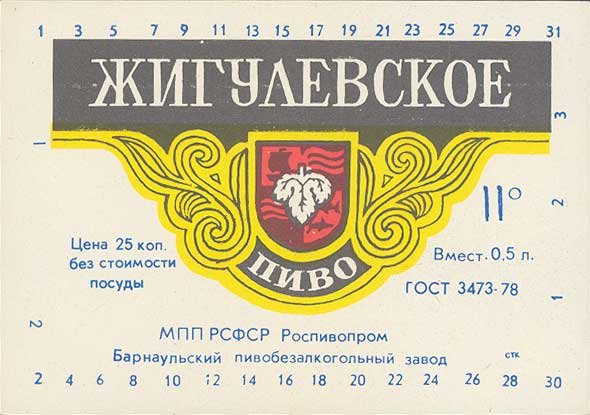 1 3 5 7 9 11 13 15 17 19 21 23 25 27 29 31
ЖИГУЛЕВСКОЕ
3
1
2
11°
Цена 25 коп.
без стоимости
посуды
ПИВО
Вмест. 0,5 л.
ГОСТ 3473-78
1
2
МПП РСФСР Роспивопром
Барнаульский пивобезалкогольный завод
стк
2 4 6 8 10 12 14 16 18 20 22 24 26 28 30